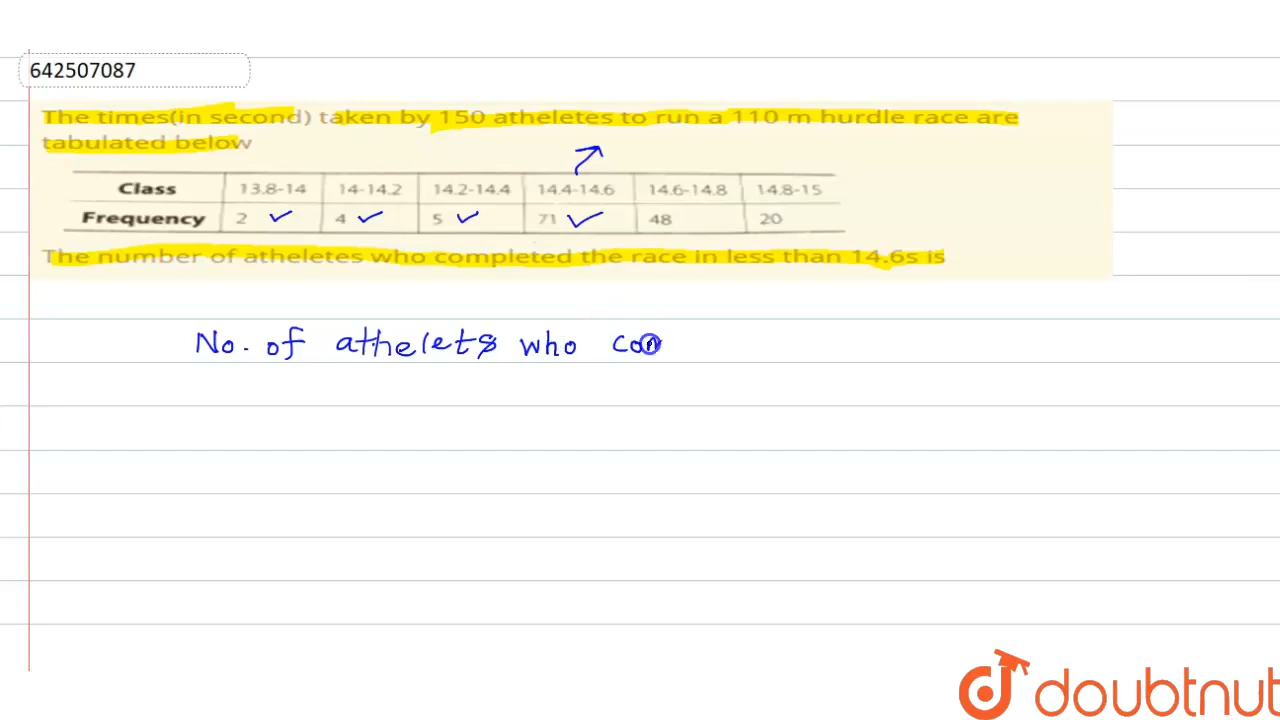 642507087
The times(in second) taken by 150 atheletes to run a 110 m hurdle race are
tabulated below
Class 13.8-14 14-14.2 14.2-14.4 14.4-14.6 14.6-14.8 14.8-15
Frequency 2 4 5 71 48 20
The number of atheletes who completed the race in less than 14.6s is
No. of athelets who com
doubtnut